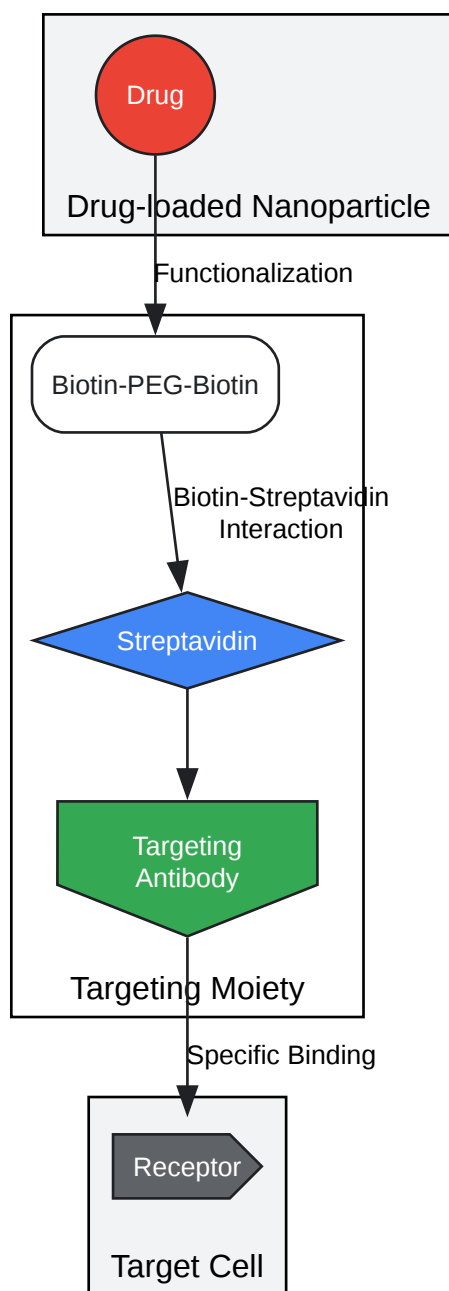 Drug
Drug-loaded Nanoparticle
Functionalization
Biotin-PEG-Biotin
Biotin-Streptavidin
Interaction
Streptavidin
Targeting
Antibody
Targeting Moiety
Specific Binding
Receptor
Target Cell